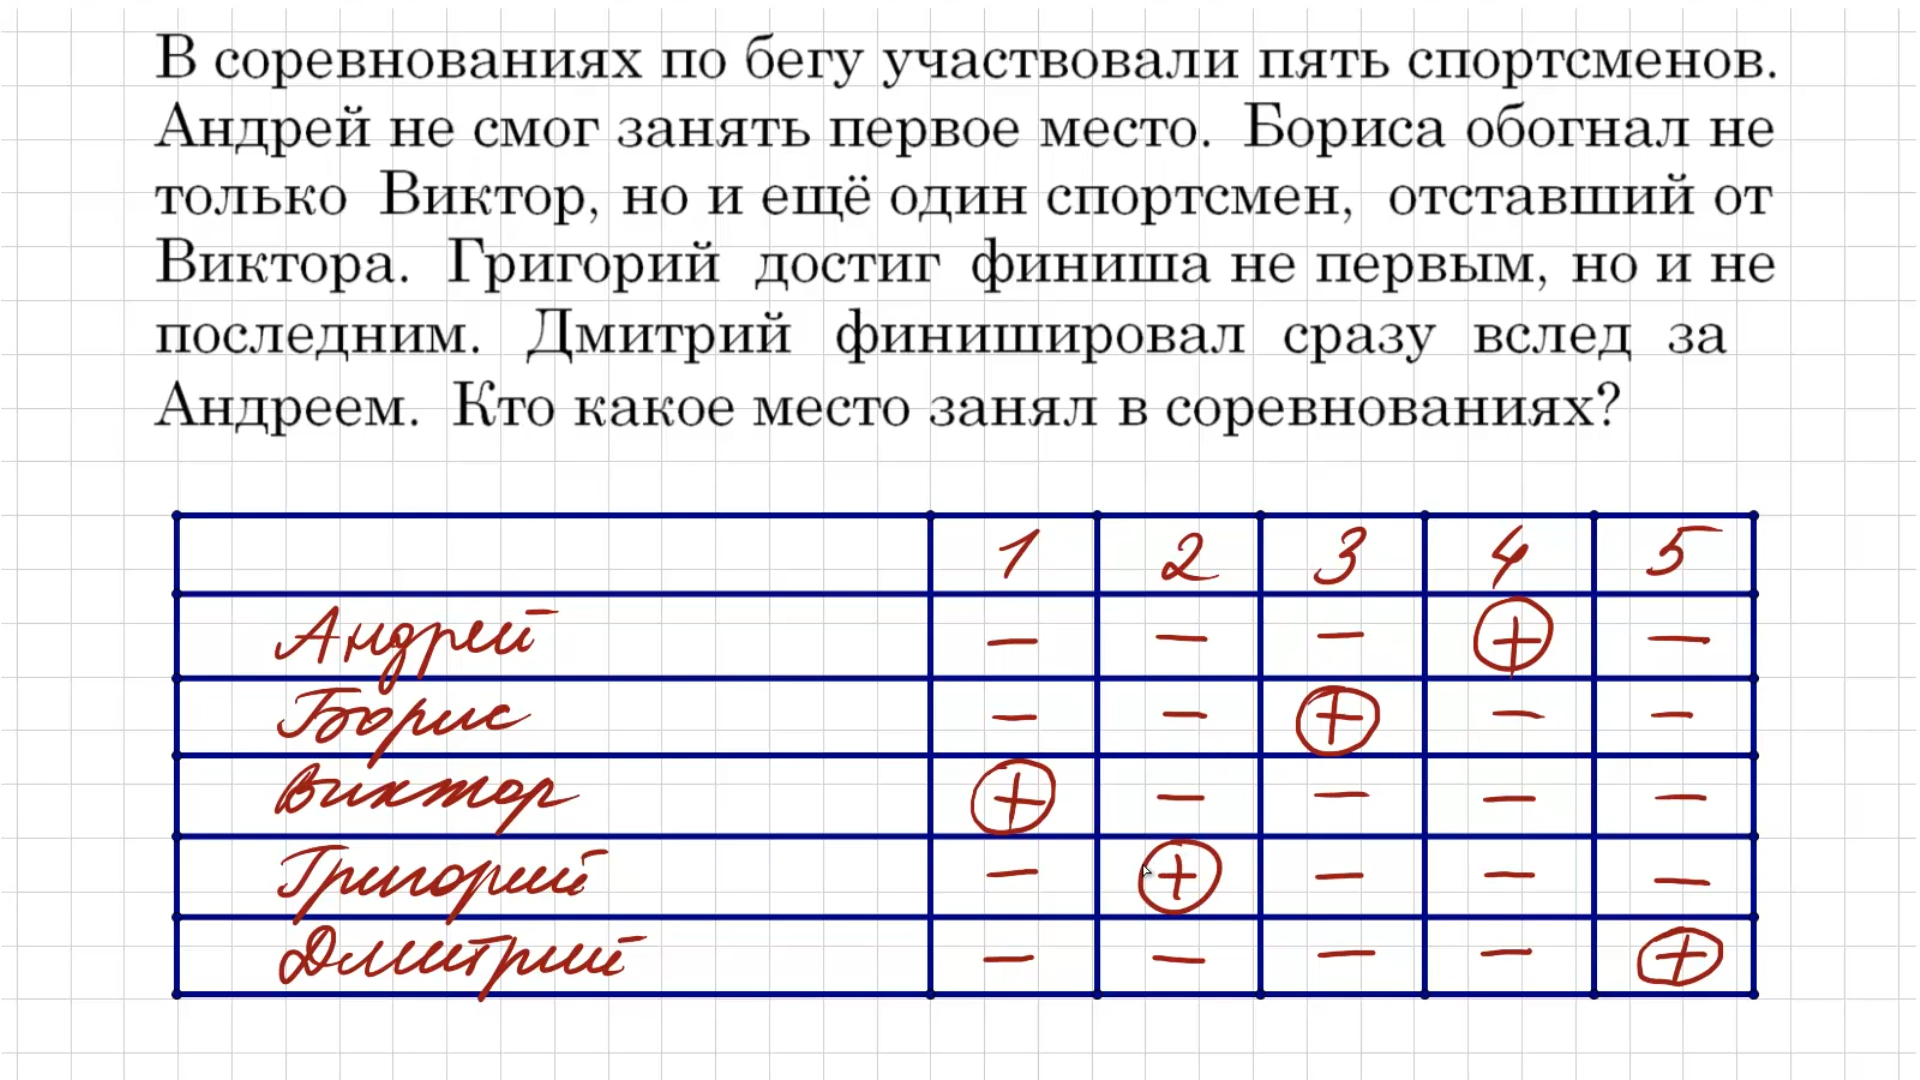 В соревнованиях по бегу участвовали пять спортсменов.
Андрей не смог занять первое место. Бориса обогнал не
только Виктор, но и ещё один спортсмен, отставший от
Виктора. Григорий достиг финиша не первым, но и не
последним. Дмитрий финишировал сразу вслед за
Андреем. Кто какое место занял в соревнованиях?
1 2 3 4 5
Андрей − − − + −
Борис − − + − −
Виктор + − − − −
Григорий − + − − −
Дмитрий − − − − +